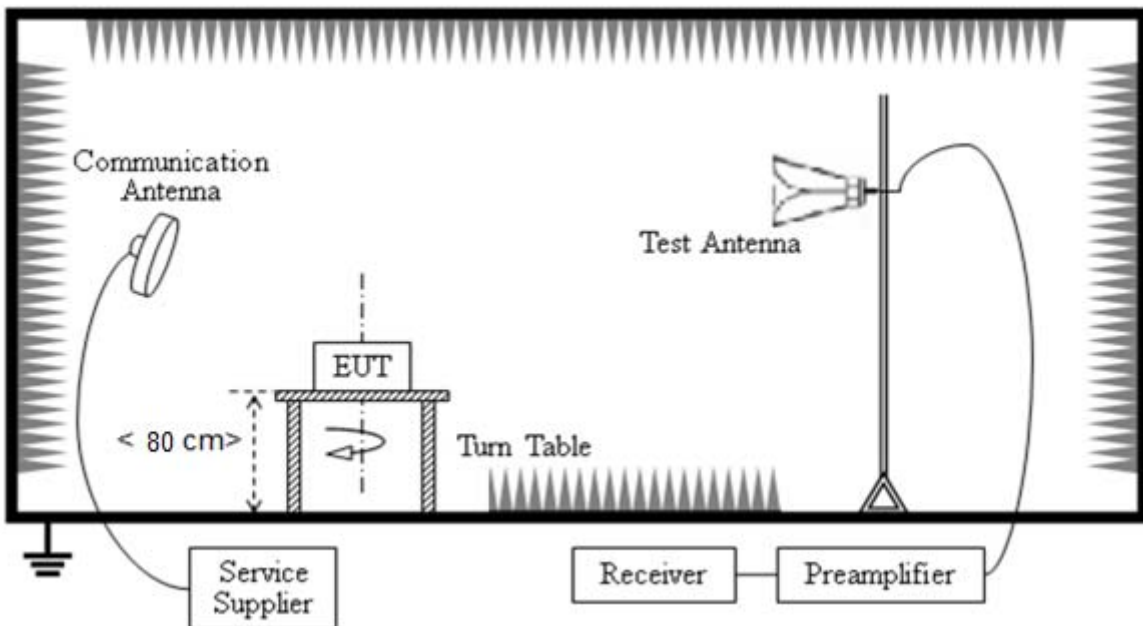 Communication
Antenna
Test Antenna
EUT
< 80 cm>
Turn Table
Service
Supplier
Receiver
Preamplifier